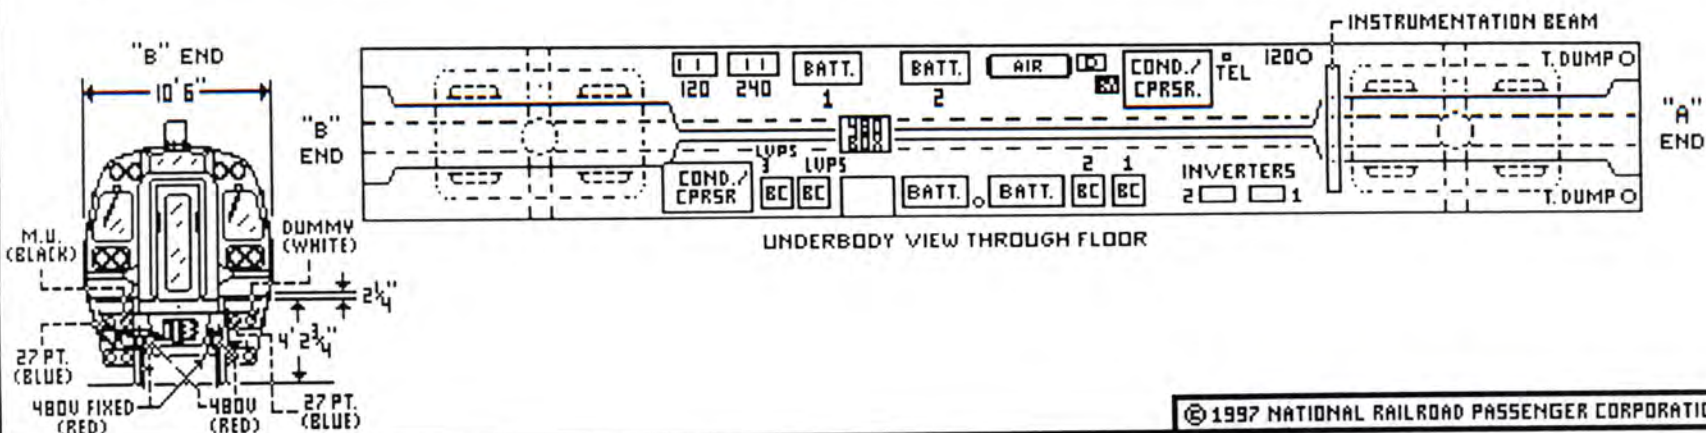 INSTRUMENTATION BEAM
"B" END
10' 6"
120
240
BATT.
1
BATT.
2
AIR
COND./
CPRSR.
TEL
120
T. DUMP
"B"
END
480
BOX
"A"
END
LVPS
3
LVPS
COND./
CPRSR
BC
BC
BATT.
BATT.
2
1
BC
BC
INVERTERS
2
1
T. DUMP
UNDERBODY VIEW THROUGH FLOOR
M.U.
(BLACK)
DUMMY
(WHITE)
2¼"
4' 2¾"
27 PT.
(BLUE)
480V FIXED
(RED)
480V
(RED)
27 PT.
(BLUE)
© 1997 NATIONAL RAILROAD PASSENGER